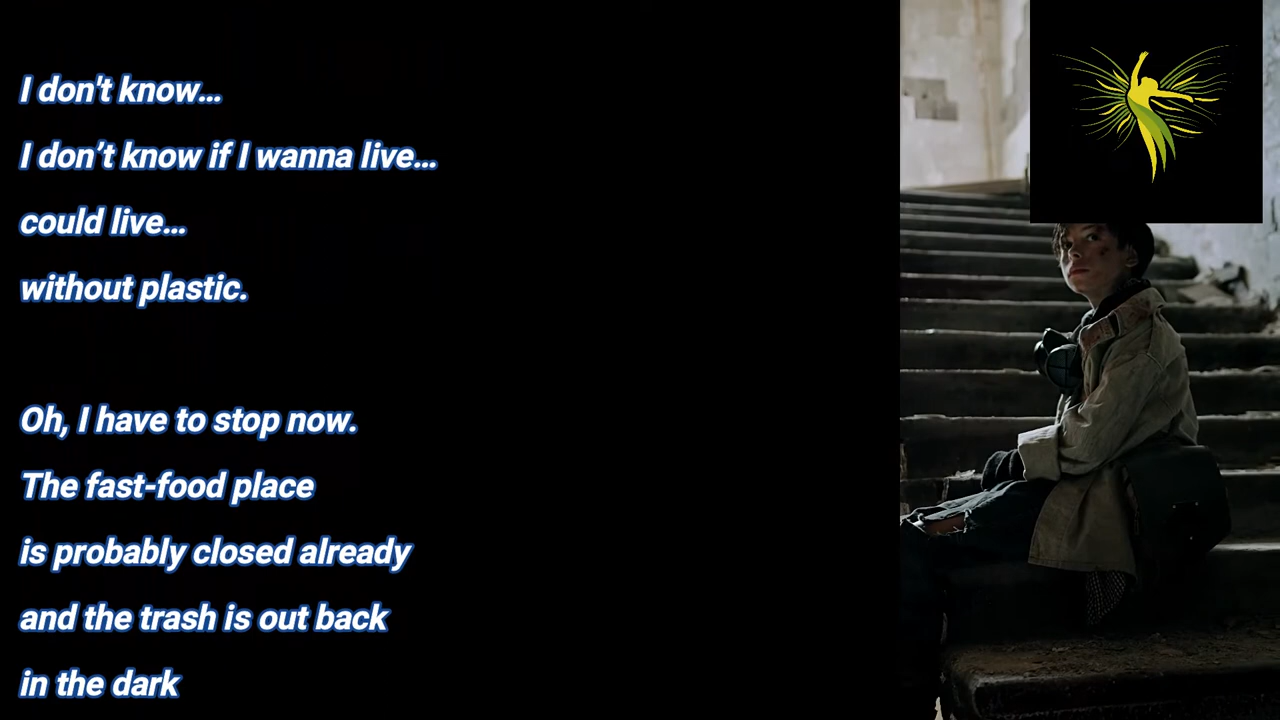 I don't know...
I don’t know if I wanna live...
could live...
without plastic.
Oh, I have to stop now.
The fast-food place
is probably closed already
and the trash is out back
in the dark